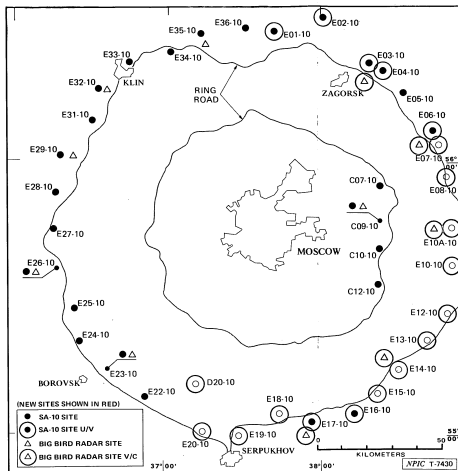 E36-10
E02-10
E35-10
E01-10
E33-10
E34-10
KLIN
E03-10
E04-10
E32-10
RING
ROAD
ZAGORSK
E05-10
E31-10
E06-10
E07-10
56°
00'
E29-10
E08-10
E28-10
C07-10
E27-10
C09-10
E10A-10
MOSCOW
C10-10
E26-10
E10-10
C12-10
E25-10
E12-10
E24-10
E13-10
E23-10
E14-10
BOROVSK
D20-10
E15-10
E22-10
E18-10
E16-10
E17-10
E20-10
E19-10
SERPUKHOV
(NEW SITES SHOWN IN RED)
SA-10 SITE
SA-10 SITE U/V
BIG BIRD RADAR SITE
BIG BIRD RADAR SITE V/C
37°00'
38°00'
0 50
KILOMETERS
NPIC T-7430
55°
00'